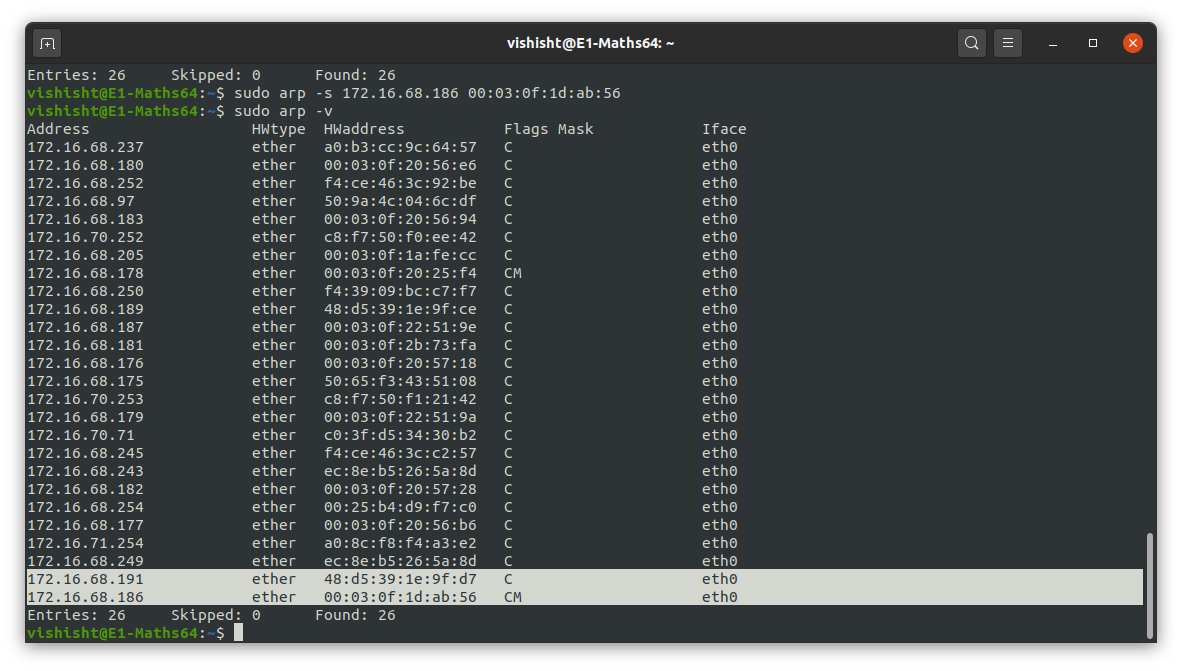 vishisht@E1-Maths64: ~
Entries: 26     Skipped: 0      Found: 26
vishisht@E1-Maths64:~$ sudo arp -s 172.16.68.186 00:03:0f:1d:ab:56
vishisht@E1-Maths64:~$ sudo arp -v
Address                  HWtype  HWaddress           Flags Mask            Iface
172.16.68.237            ether   a0:b3:cc:9c:64:57   C                     eth0
172.16.68.180            ether   00:03:0f:20:56:e6   C                     eth0
172.16.68.252            ether   f4:ce:46:3c:92:be   C                     eth0
172.16.68.97             ether   50:9a:4c:04:6c:df   C                     eth0
172.16.68.183            ether   00:03:0f:20:56:94   C                     eth0
172.16.70.252            ether   c8:f7:50:f0:ee:42   C                     eth0
172.16.68.205            ether   00:03:0f:1a:fe:cc   C                     eth0
172.16.68.178            ether   00:03:0f:20:25:f4   CM                    eth0
172.16.68.250            ether   f4:39:09:bc:c7:f7   C                     eth0
172.16.68.189            ether   48:d5:39:1e:9f:ce   C                     eth0
172.16.68.187            ether   00:03:0f:22:51:9e   C                     eth0
172.16.68.181            ether   00:03:0f:2b:73:fa   C                     eth0
172.16.68.176            ether   00:03:0f:20:57:18   C                     eth0
172.16.68.175            ether   50:65:f3:43:51:08   C                     eth0
172.16.70.253            ether   c8:f7:50:f1:21:42   C                     eth0
172.16.68.179            ether   00:03:0f:22:51:9a   C                     eth0
172.16.70.71             ether   c0:3f:d5:34:30:b2   C                     eth0
172.16.68.245            ether   f4:ce:46:3c:c2:57   C                     eth0
172.16.68.243            ether   ec:8e:b5:26:5a:8d   C                     eth0
172.16.68.182            ether   00:03:0f:20:57:28   C                     eth0
172.16.68.254            ether   00:25:b4:d9:f7:c0   C                     eth0
172.16.68.177            ether   00:03:0f:20:56:b6   C                     eth0
172.16.71.254            ether   a0:8c:f8:f4:a3:e2   C                     eth0
172.16.68.249            ether   ec:8e:b5:26:5a:8d   C                     eth0
172.16.68.191            ether   48:d5:39:1e:9f:d7   C                     eth0
172.16.68.186            ether   00:03:0f:1d:ab:56   CM                    eth0
Entries: 26     Skipped: 0      Found: 26
vishisht@E1-Maths64:~$